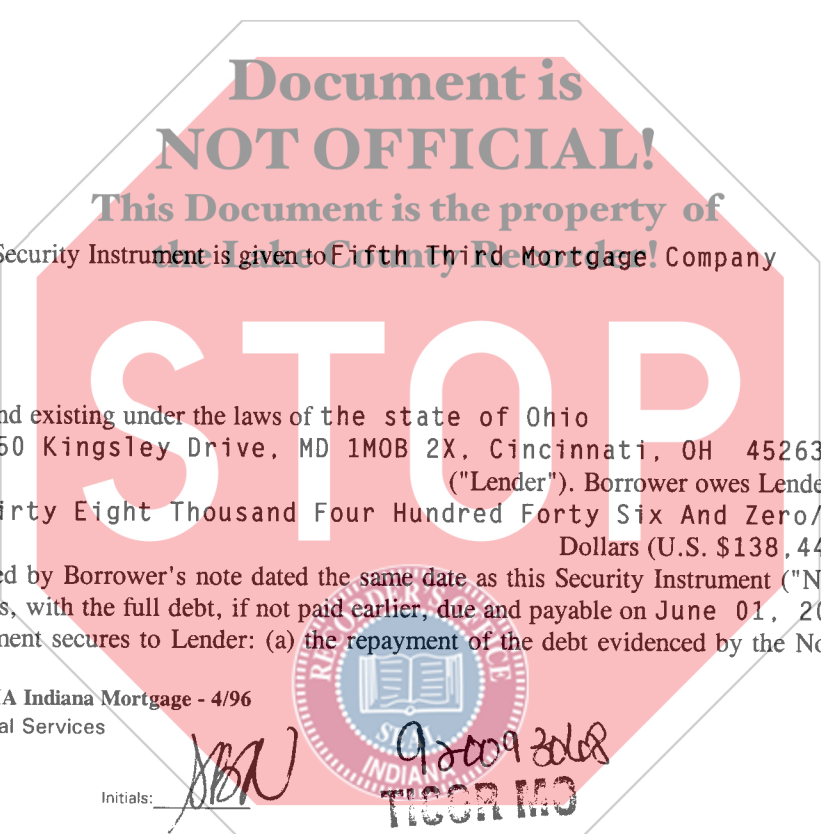 Document is
NOT OFFICIAL!
This Document is the property of
the Lake County Recorder!
Security Instrument is given to Fifth Third Mortgage Company
STOP
nd existing under the laws of the state of Ohio
50 Kingsley Drive, MD 1MOB 2X, Cincinnati, OH 45263
("Lender"). Borrower owes Lende
irty Eight Thousand Four Hundred Forty Six And Zero/
Dollars (U.S. $138,44
ed by Borrower's note dated the same date as this Security Instrument ("N
s, with the full debt, if not paid earlier, due and payable on June 01, 20
ment secures to Lender: (a) the repayment of the debt evidenced by the No
RECORDER'S OFFICE
SEAL
INDIANA
A Indiana Mortgage - 4/96
al Services
920093068
Initials:
TICOR MO